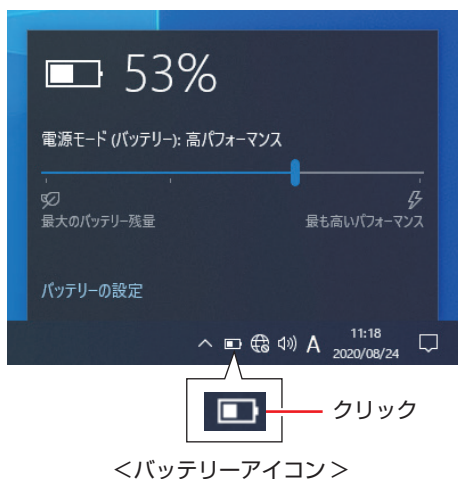 53%
電源モード (バッテリー): 高パフォーマンス
最大のバッテリー残量
最も高いパフォーマンス
バッテリーの設定
A
11:18
2020/08/24
クリック
＜バッテリーアイコン＞